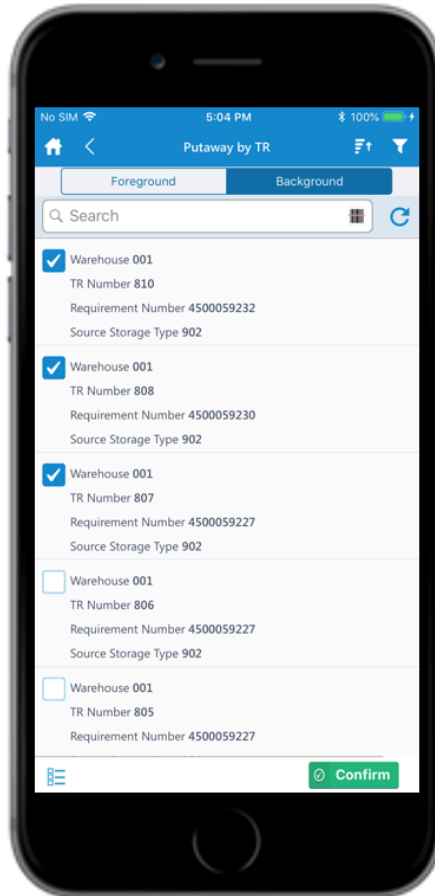 No SIM 5:04 PM 100%
Putaway by TR
Foreground Background
Search
Warehouse 001
TR Number 810
Requirement Number 4500059232
Source Storage Type 902
Warehouse 001
TR Number 808
Requirement Number 4500059230
Source Storage Type 902
Warehouse 001
TR Number 807
Requirement Number 4500059227
Source Storage Type 902
Warehouse 001
TR Number 806
Requirement Number 4500059227
Source Storage Type 902
Warehouse 001
TR Number 805
Requirement Number 4500059227
Confirm